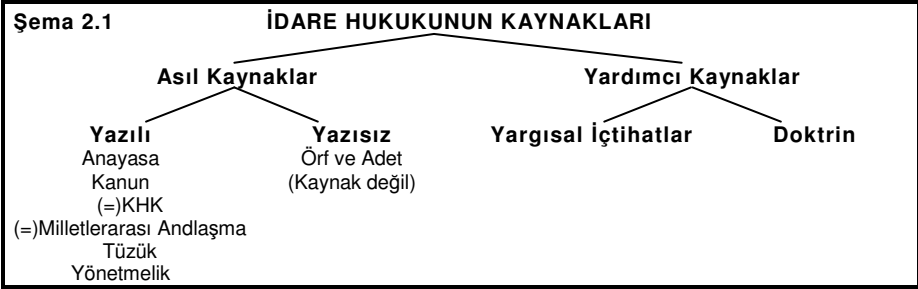 Şema 2.1 İDARE HUKUKUNUN KAYNAKLARI
Asıl Kaynaklar Yardımcı Kaynaklar
Yazılı Yazısız Yargısal İçtihatlar Doktrin
Anayasa Örf ve Adet
Kanun (Kaynak değil)
(=)KHK
(=)Milletlerarası Andlaşma
Tüzük
Yönetmelik